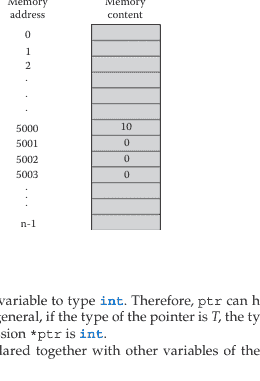 Memory Memory
address content
0
1
2
.
.
.
5000 10
5001 0
5002 0
5003 0
.
.
.
n-1
variable to type int. Therefore, ptr can h
general, if the type of the pointer is T, the ty
sion *ptr is int.
lared together with other variables of the